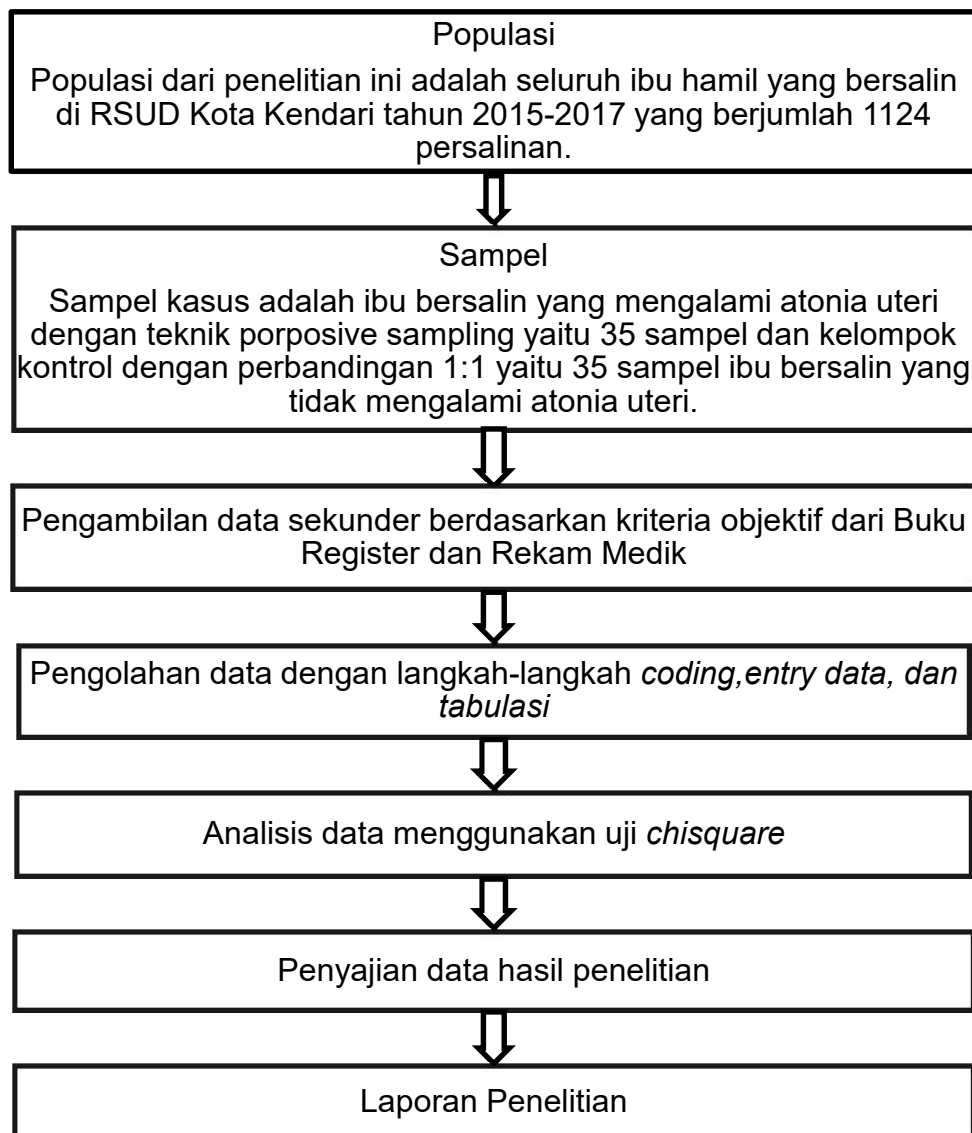 Populasi
Populasi dari penelitian ini adalah seluruh ibu hamil yang bersalin
di RSUD Kota Kendari tahun 2015-2017 yang berjumlah 1124
persalinan.
Sampel
Sampel kasus adalah ibu bersalin yang mengalami atonia uteri
dengan teknik porposive sampling yaitu 35 sampel dan kelompok
kontrol dengan perbandingan 1:1 yaitu 35 sampel ibu bersalin yang
tidak mengalami atonia uteri.
Pengambilan data sekunder berdasarkan kriteria objektif dari Buku
Register dan Rekam Medik
Pengolahan data dengan langkah-langkah coding,entry data, dan
tabulasi
Analisis data menggunakan uji chisquare
Penyajian data hasil penelitian
Laporan Penelitian